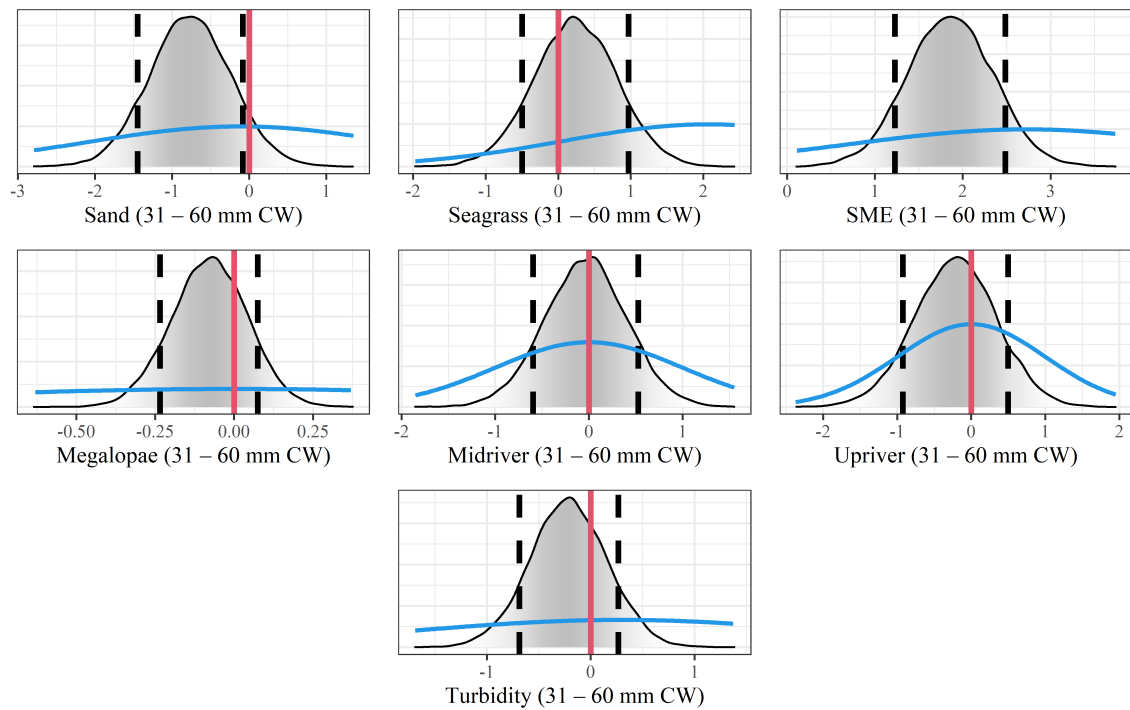 -3 -2 -1 0 1
Sand (31 – 60 mm CW)
-2 -1 0 1 2
Seagrass (31 – 60 mm CW)
0 1 2 3
SME (31 – 60 mm CW)
-0.50 -0.25 0.00 0.25
Megalopae (31 – 60 mm CW)
-2 -1 0 1
Midriver (31 – 60 mm CW)
-2 -1 0 1 2
Upriver (31 – 60 mm CW)
-1 0 1
Turbidity (31 – 60 mm CW)